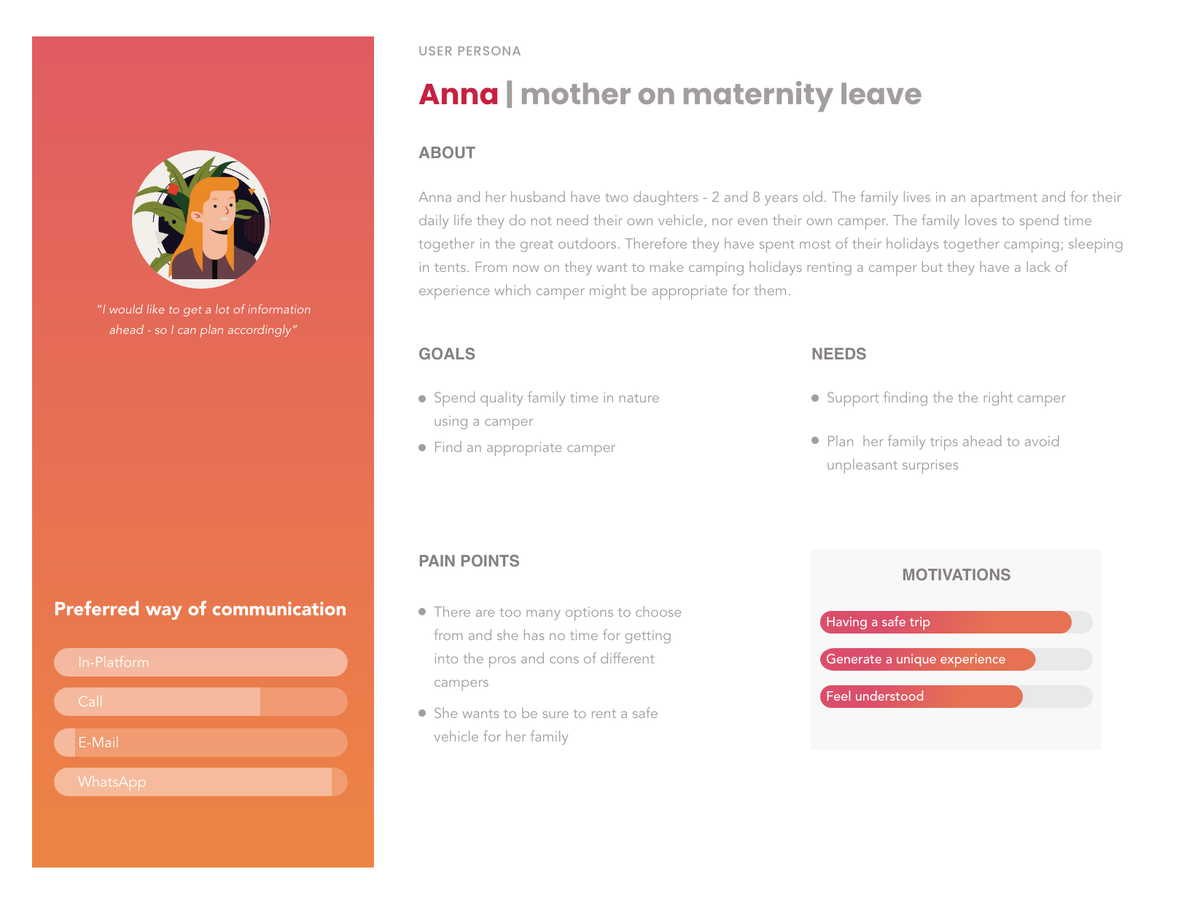 USER PERSONA
Anna | mother on maternity leave
ABOUT
Anna and her husband have two daughters - 2 and 8 years old. The family lives in an apartment and for their
daily life they do not need their own vehicle, nor even their own camper. The family loves to spend time
together in the great outdoors. Therefore they have spent most of their holidays together camping; sleeping
in tents. From now on they want to make camping holidays renting a camper but they have a lack of
experience which camper might be appropriate for them.
“I would like to get a lot of information
ahead - so I can plan accordingly”
GOALS
● Spend quality family time in nature
using a camper
● Find an appropriate camper
NEEDS
● Support finding the the right camper
● Plan  her family trips ahead to avoid
unpleasant surprises
PAIN POINTS
● There are too many options to choose
from and she has no time for getting
into the pros and cons of different
campers
● She wants to be sure to rent a safe
vehicle for her family
MOTIVATIONS
Having a safe trip
Generate a unique experience
Feel understood
Preferred way of communication
In-Platform
Call
E-Mail
WhatsApp